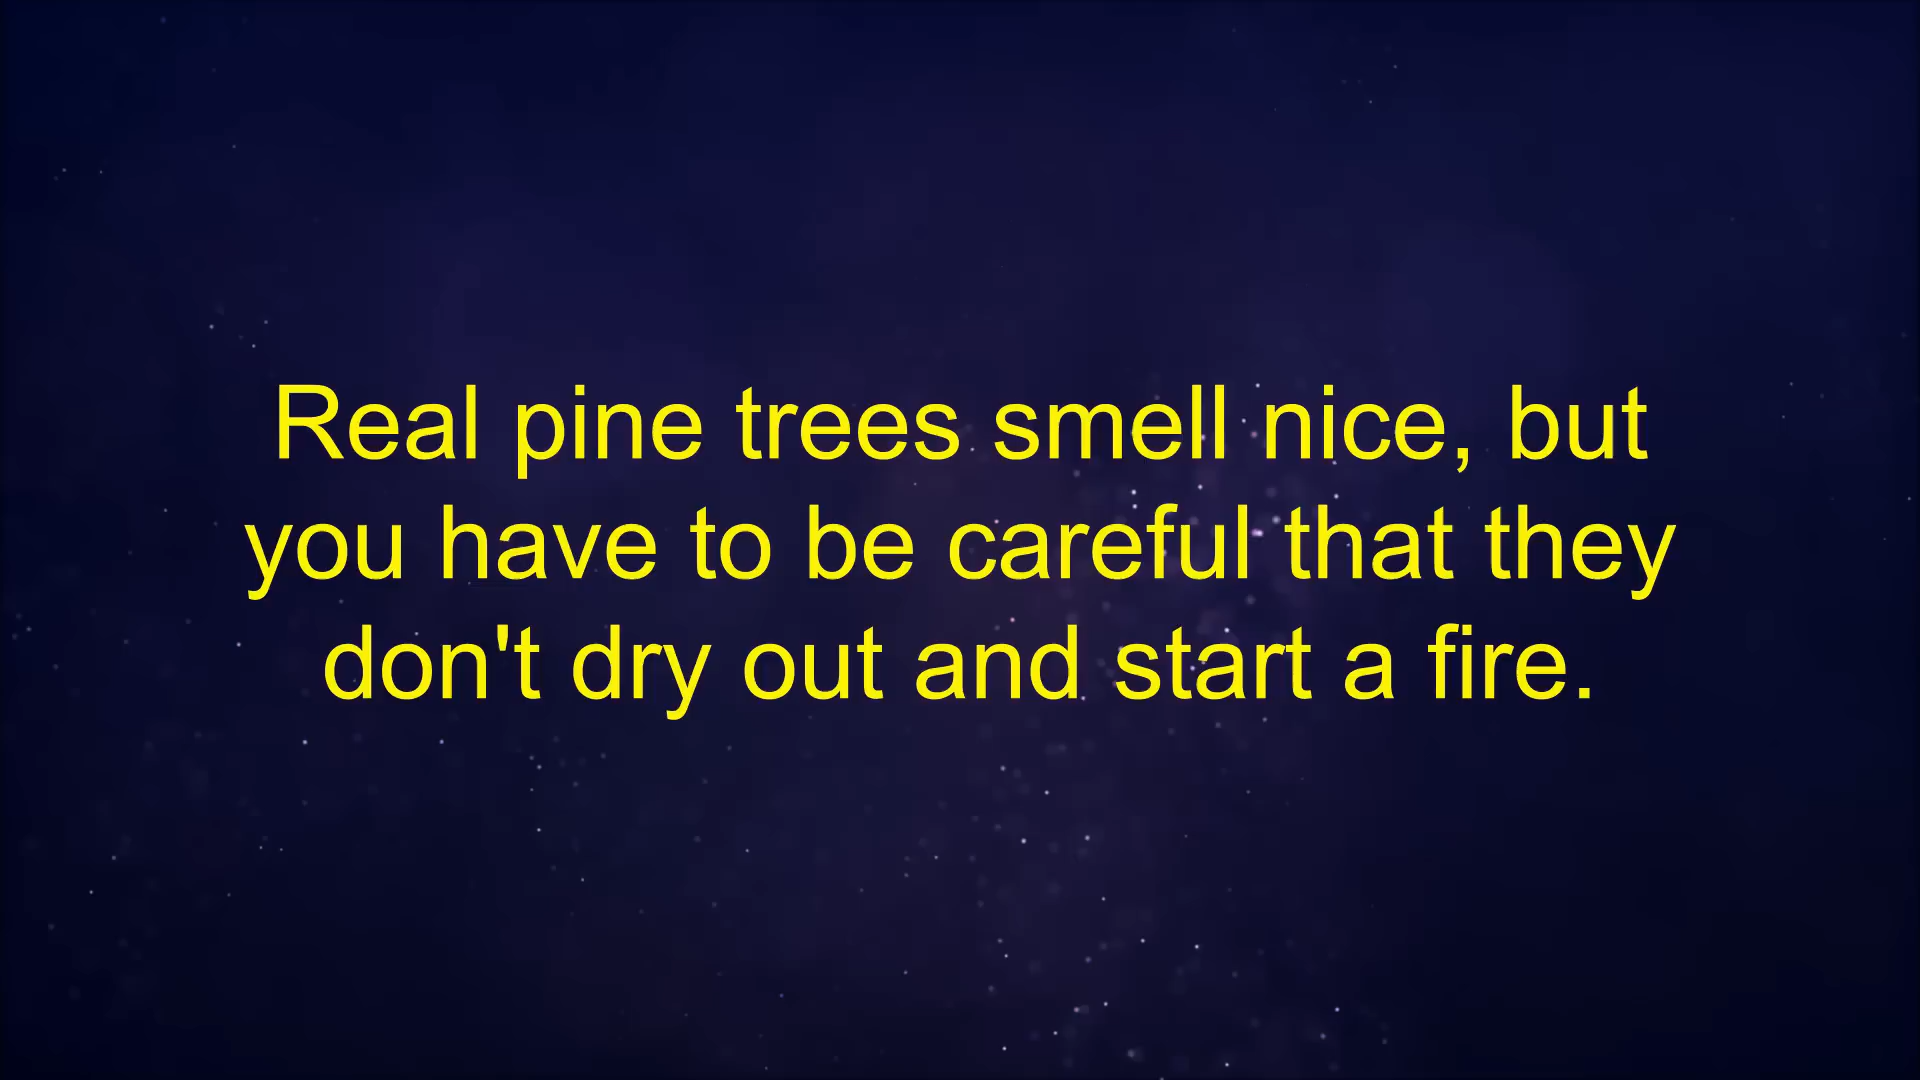 Real pine trees smell nice, but
you have to be careful that they
don't dry out and start a fire.